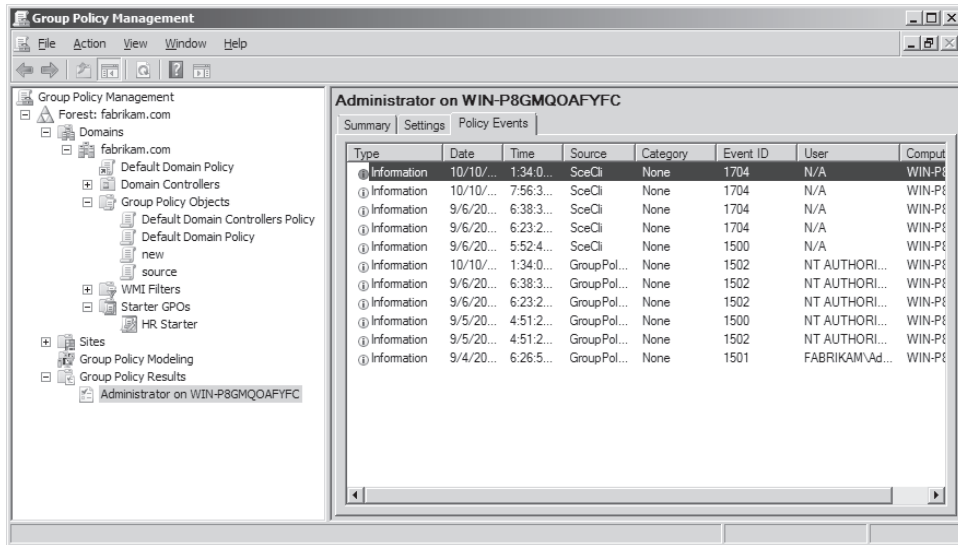 Group Policy Management
File Action View Window Help
Group Policy Management
Forest: fabrikam.com
Domains
fabrikam.com
Default Domain Policy
Domain Controllers
Group Policy Objects
Default Domain Controllers Policy
Default Domain Policy
new
source
WMI Filters
Starter GPOs
HR Starter
Sites
Group Policy Modeling
Group Policy Results
Administrator on WIN-P8GMQOAFYFC
Administrator on WIN-P8GMQOAFYFC
Summary Settings Policy Events
Type Date Time Source Category Event ID User Comput
Information 10/10/... 1:34:0... SceCli None 1704 N/A WIN-P8
Information 10/10/... 7:56:3... SceCli None 1704 N/A WIN-P8
Information 9/6/20... 6:38:3... SceCli None 1704 N/A WIN-P8
Information 9/6/20... 6:23:2... SceCli None 1704 N/A WIN-P8
Information 9/6/20... 5:52:4... SceCli None 1500 N/A WIN-P8
Information 10/10/... 1:34:0... GroupPol... None 1502 NT AUTHORI... WIN-P8
Information 9/6/20... 6:38:3... GroupPol... None 1502 NT AUTHORI... WIN-P8
Information 9/6/20... 6:23:2... GroupPol... None 1502 NT AUTHORI... WIN-P8
Information 9/5/20... 4:51:2... GroupPol... None 1500 NT AUTHORI... WIN-P8
Information 9/5/20... 4:51:2... GroupPol... None 1502 NT AUTHORI... WIN-P8
Information 9/4/20... 6:26:5... GroupPol... None 1501 FABRIKAM\Ad... WIN-P8